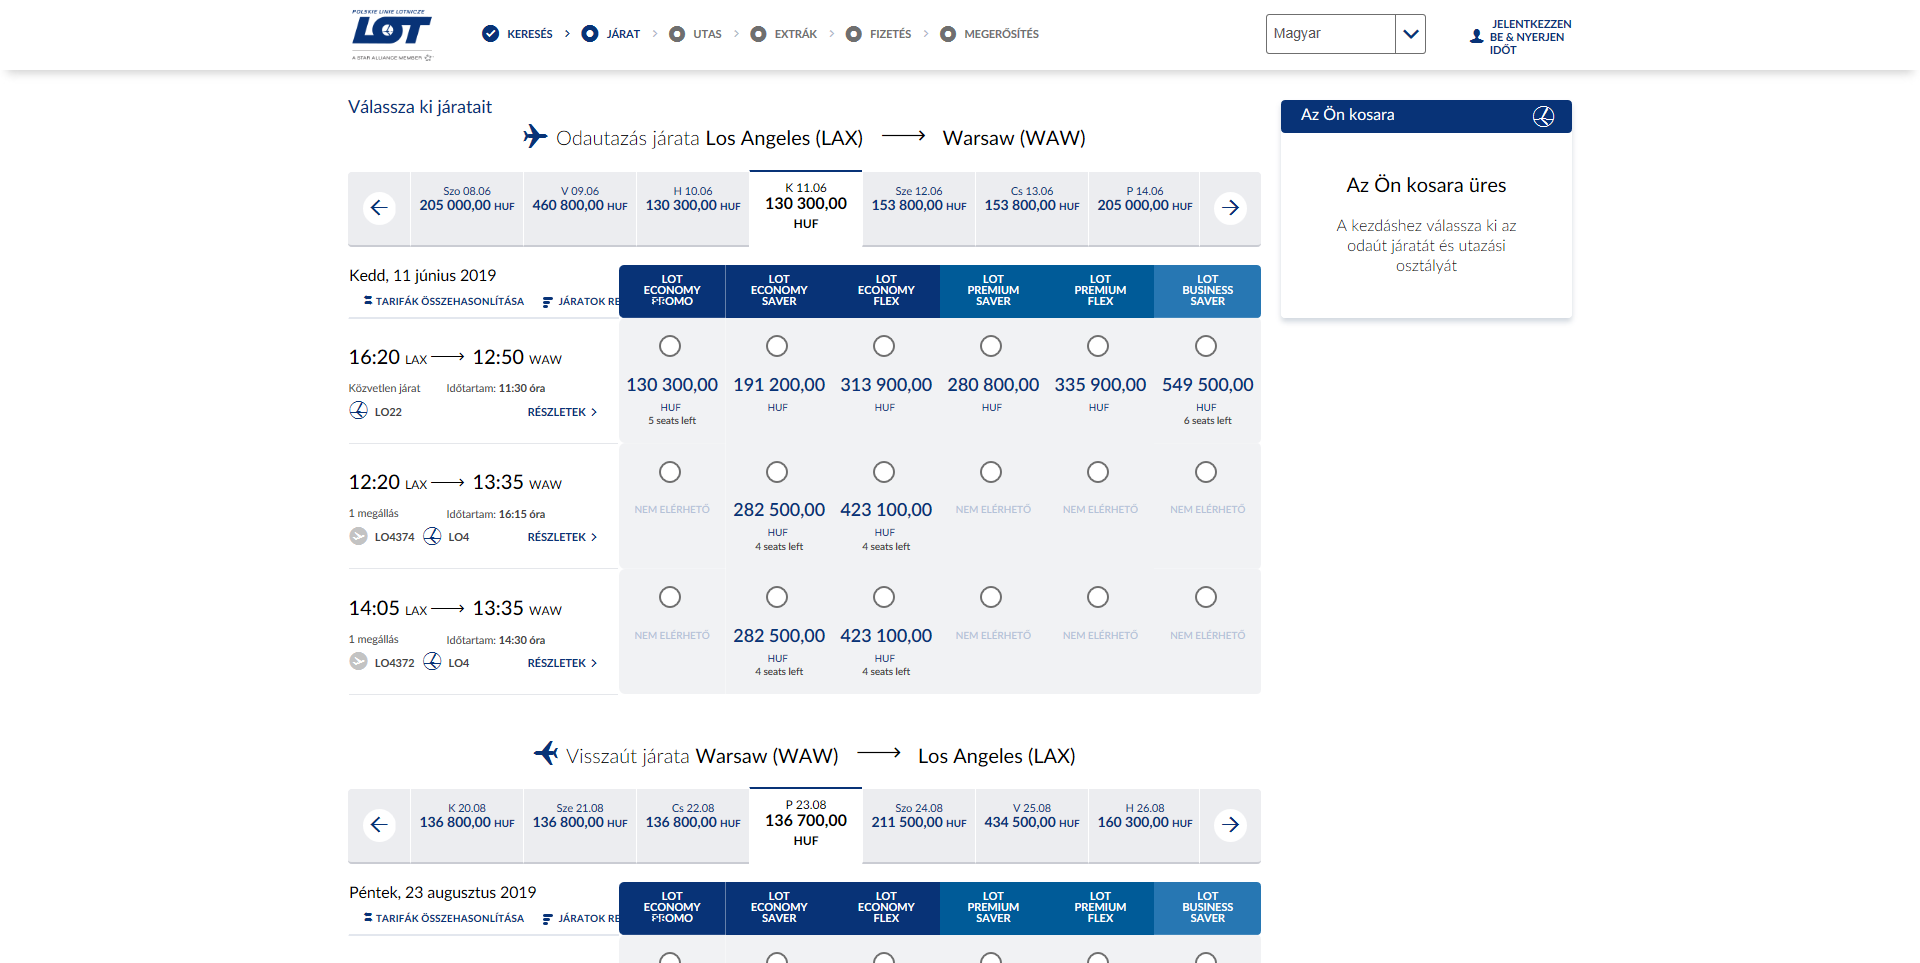 POLSKIE LINIE LOTNICZE
LOT
A STAR ALLIANCE MEMBER
KERESÉS
JÁRAT
UTAS
EXTRÁK
FIZETÉS
MEGERŐSÍTÉS
Magyar
JELENTKEZZEN
BE & NYERJEN
IDŐT
Válassza ki járatait
Odautazás járata Los Angeles (LAX) Warsaw (WAW)
Szo 08.06
205 000,00 HUF
V 09.06
460 800,00 HUF
H 10.06
130 300,00 HUF
K 11.06
130 300,00
HUF
Sze 12.06
153 800,00 HUF
Cs 13.06
153 800,00 HUF
P 14.06
205 000,00 HUF
Kedd, 11 június 2019
TARIFÁK ÖSSZEHASONLÍTÁSA
JÁRATOK RE
LOT
ECONOMY
PROMO
LOT
ECONOMY
SAVER
LOT
ECONOMY
FLEX
LOT
PREMIUM
SAVER
LOT
PREMIUM
FLEX
LOT
BUSINESS
SAVER
16:20 LAX 12:50 WAW
Közvetlen járat Időtartam: 11:30 óra
LO22 RÉSZLETEK
130 300,00
HUF
5 seats left
191 200,00
HUF
313 900,00
HUF
280 800,00
HUF
335 900,00
HUF
549 500,00
HUF
6 seats left
12:20 LAX 13:35 WAW
1 megállás Időtartam: 16:15 óra
LO4374 LO4 RÉSZLETEK
NEM ELÉRHETŐ
282 500,00
HUF
4 seats left
423 100,00
HUF
4 seats left
NEM ELÉRHETŐ
NEM ELÉRHETŐ
NEM ELÉRHETŐ
14:05 LAX 13:35 WAW
1 megállás Időtartam: 14:30 óra
LO4372 LO4 RÉSZLETEK
NEM ELÉRHETŐ
282 500,00
HUF
4 seats left
423 100,00
HUF
4 seats left
NEM ELÉRHETŐ
NEM ELÉRHETŐ
NEM ELÉRHETŐ
Visszaút járata Warsaw (WAW) Los Angeles (LAX)
K 20.08
136 800,00 HUF
Sze 21.08
136 800,00 HUF
Cs 22.08
136 800,00 HUF
P 23.08
136 700,00
HUF
Szo 24.08
211 500,00 HUF
V 25.08
434 500,00 HUF
H 26.08
160 300,00 HUF
Péntek, 23 augusztus 2019
TARIFÁK ÖSSZEHASONLÍTÁSA
JÁRATOK RE
LOT
ECONOMY
PROMO
LOT
ECONOMY
SAVER
LOT
ECONOMY
FLEX
LOT
PREMIUM
SAVER
LOT
PREMIUM
FLEX
LOT
BUSINESS
SAVER
Az Ön kosara
Az Ön kosara üres
A kezdáshez válassza ki az
odaút járatát és utazási
osztályát